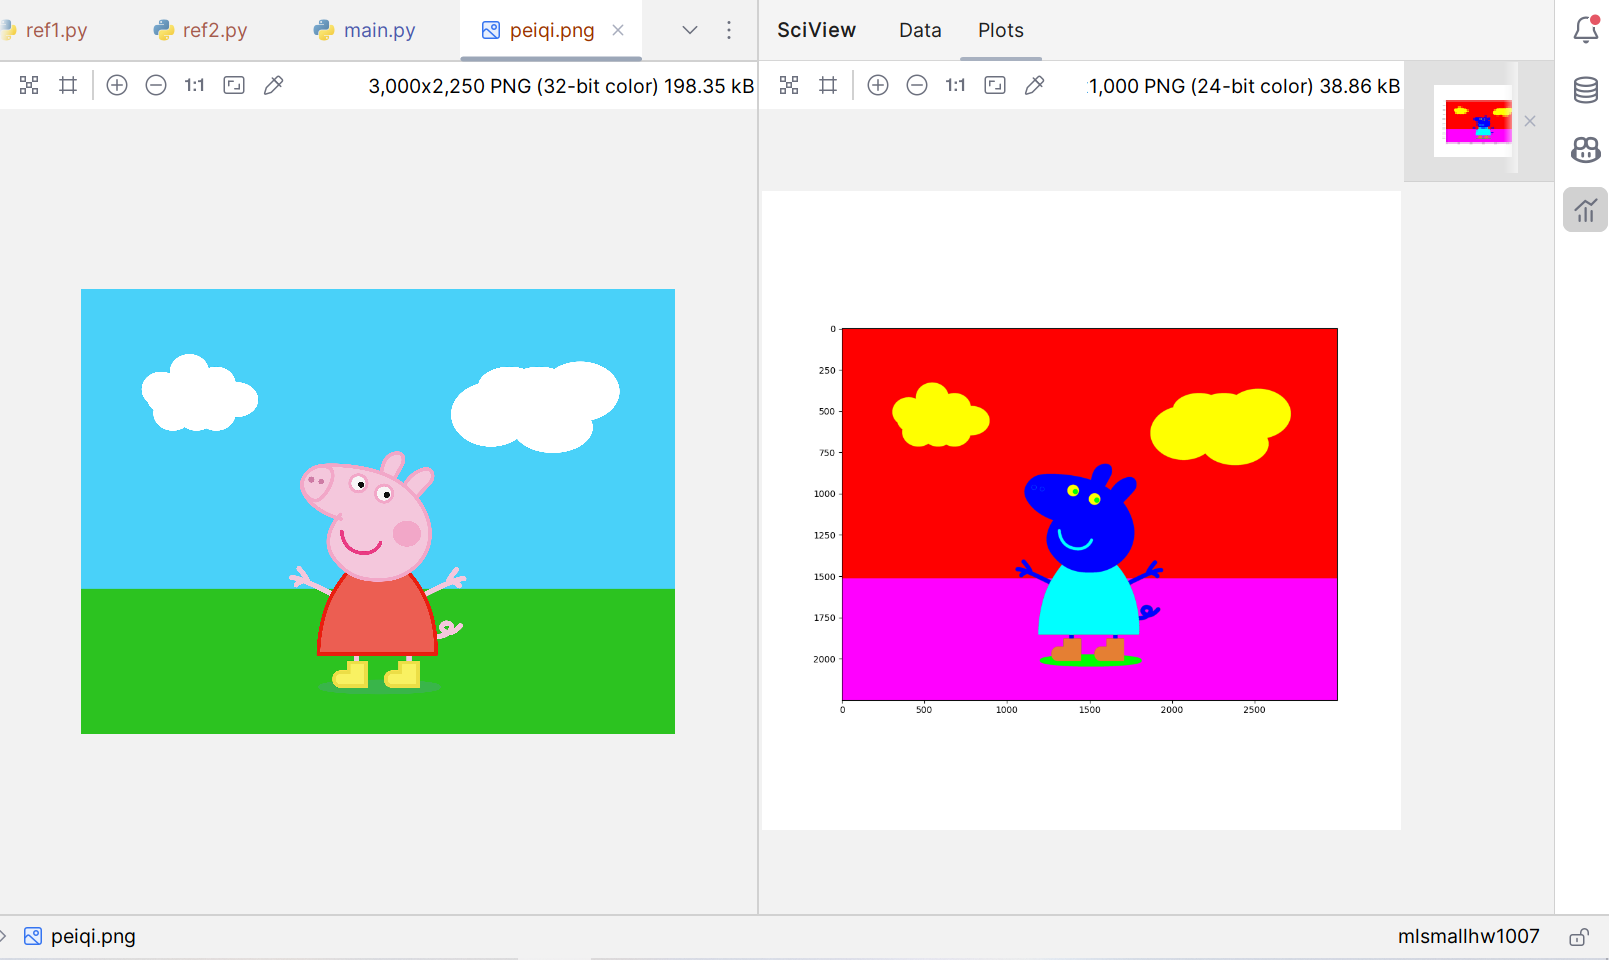 ref1.py ref2.py main.py peiqi.png
SciView Data Plots
1:1 3,000x2,250 PNG (32-bit color) 198.35 kB
1:1 1,000 PNG (24-bit color) 38.86 kB
0
250
500
750
1000
1250
1500
1750
2000
0 500 1000 1500 2000 2500
peiqi.png
mlsmallhw1007